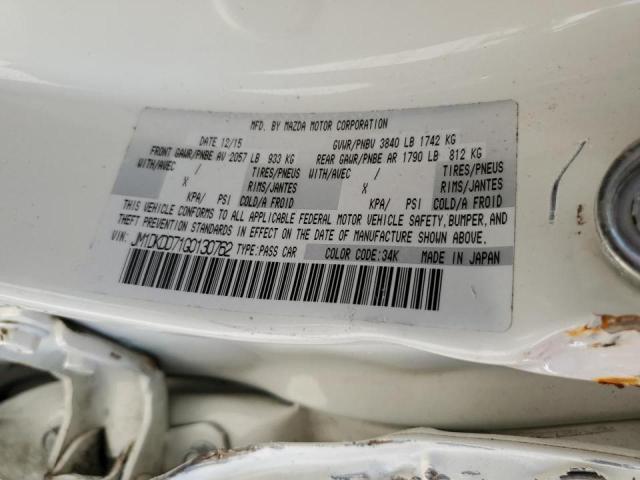 MFD. BY MAZDA MOTOR CORPORATION
DATE 12/15 GVWR/PNBV 3840 LB 1742 KG
FRONT GAWR/PNBE AV 2057 LB 933 KG REAR GAWR/PNBE AR 1790 LB 812 KG
WITH/AVEC / TIRES/PNEUS WITH/AVEC / TIRES/PNEUS
X RIMS/JANTES X RIMS/JANTES
KPA/ PSI COLD/A FROID KPA/ PSI COLD/A FROID
THIS VEHICLE CONFORMS TO ALL APPLICABLE FEDERAL MOTOR VEHICLE SAFETY, BUMPER, AND
THEFT PREVENTION STANDARDS IN EFFECT ON THE DATE OF MANUFACTURE SHOWN ABOVE.
VIN: JM1DKDD71G0130762 TYPE:PASS CAR COLOR CODE:34K MADE IN JAPAN